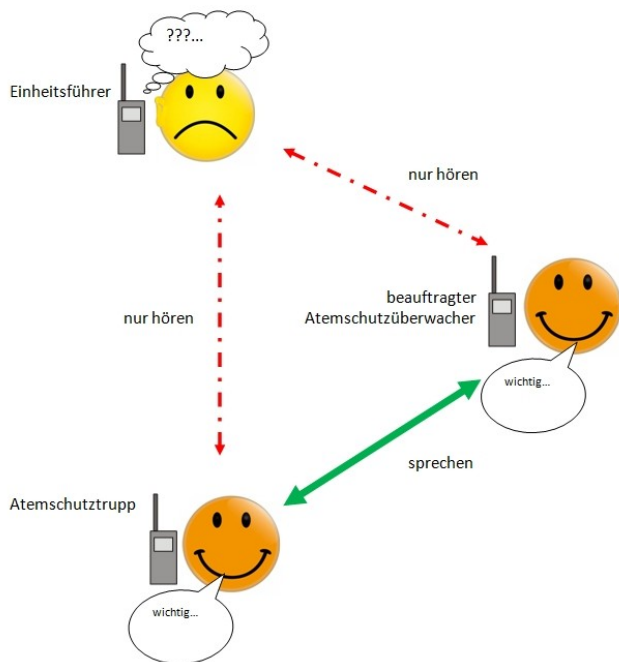 ???...
Einheitsführer
nur hören
beauftragter
Atemschutzüberwacher
nur hören
wichtig...
sprechen
Atemschutztrupp
wichtig...